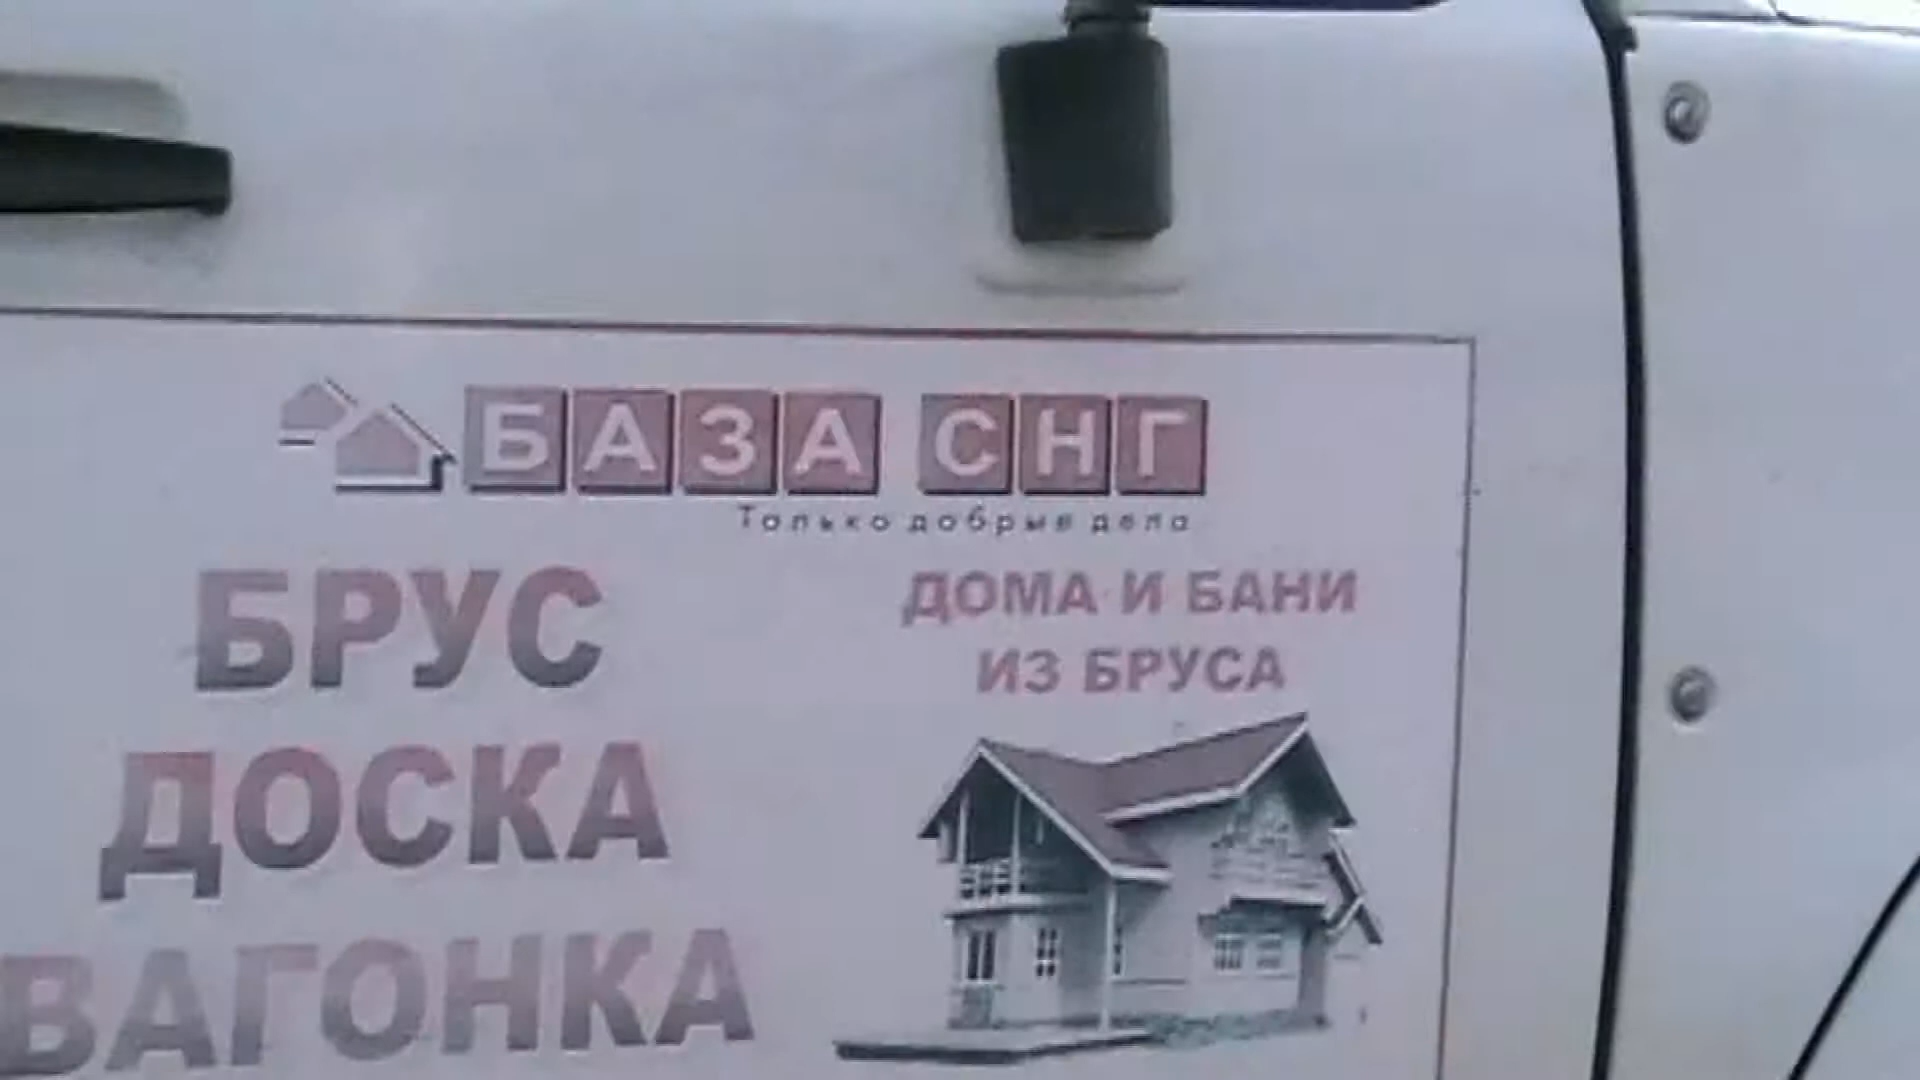 БАЗА СНГ
Только добрые дела
БРУС
ДОСКА
ВАГОНКА
ДОМА И БАНИ
ИЗ БРУСА